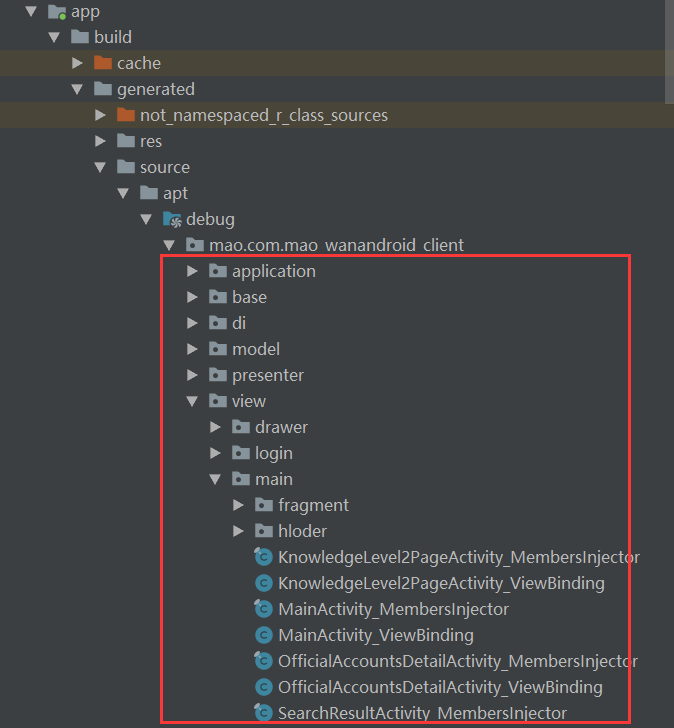 app
build
cache
generated
not_namespaced_r_class_sources
res
source
apt
debug
mao.com.mao_wanandroid_client
application
base
di
model
presenter
view
drawer
login
main
fragment
hloder
KnowledgeLevel2PageActivity_MembersInjector
KnowledgeLevel2PageActivity_ViewBinding
MainActivity_MembersInjector
MainActivity_ViewBinding
OfficialAccountsDetailActivity_MembersInjector
OfficialAccountsDetailActivity_ViewBinding
SearchResultActivity_MembersInjector